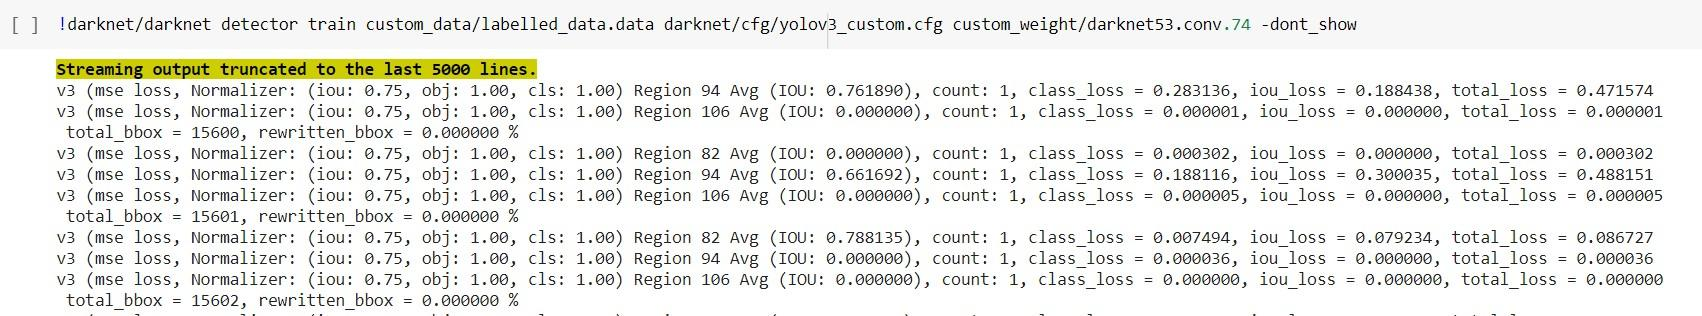 [ ] !darknet/darknet detector train custom_data/labelled_data.data darknet/cfg/yolov3_custom.cfg custom_weight/darknet53.conv.74 -dont_show
Streaming output truncated to the last 5000 lines.
v3 (mse loss, Normalizer: (iou: 0.75, obj: 1.00, cls: 1.00) Region 94 Avg (IOU: 0.761890), count: 1, class_loss = 0.283136, iou_loss = 0.188438, total_loss = 0.471574
v3 (mse loss, Normalizer: (iou: 0.75, obj: 1.00, cls: 1.00) Region 106 Avg (IOU: 0.000000), count: 1, class_loss = 0.000001, iou_loss = 0.000000, total_loss = 0.000001
total_bbox = 15600, rewritten_bbox = 0.000000 %
v3 (mse loss, Normalizer: (iou: 0.75, obj: 1.00, cls: 1.00) Region 82 Avg (IOU: 0.000000), count: 1, class_loss = 0.000302, iou_loss = 0.000000, total_loss = 0.000302
v3 (mse loss, Normalizer: (iou: 0.75, obj: 1.00, cls: 1.00) Region 94 Avg (IOU: 0.661692), count: 1, class_loss = 0.188116, iou_loss = 0.300035, total_loss = 0.488151
v3 (mse loss, Normalizer: (iou: 0.75, obj: 1.00, cls: 1.00) Region 106 Avg (IOU: 0.000000), count: 1, class_loss = 0.000005, iou_loss = 0.000000, total_loss = 0.000005
total_bbox = 15601, rewritten_bbox = 0.000000 %
v3 (mse loss, Normalizer: (iou: 0.75, obj: 1.00, cls: 1.00) Region 82 Avg (IOU: 0.788135), count: 1, class_loss = 0.007494, iou_loss = 0.079234, total_loss = 0.086727
v3 (mse loss, Normalizer: (iou: 0.75, obj: 1.00, cls: 1.00) Region 94 Avg (IOU: 0.000000), count: 1, class_loss = 0.000036, iou_loss = 0.000000, total_loss = 0.000036
v3 (mse loss, Normalizer: (iou: 0.75, obj: 1.00, cls: 1.00) Region 106 Avg (IOU: 0.000000), count: 1, class_loss = 0.000000, iou_loss = 0.000000, total_loss = 0.000000
total_bbox = 15602, rewritten_bbox = 0.000000 %